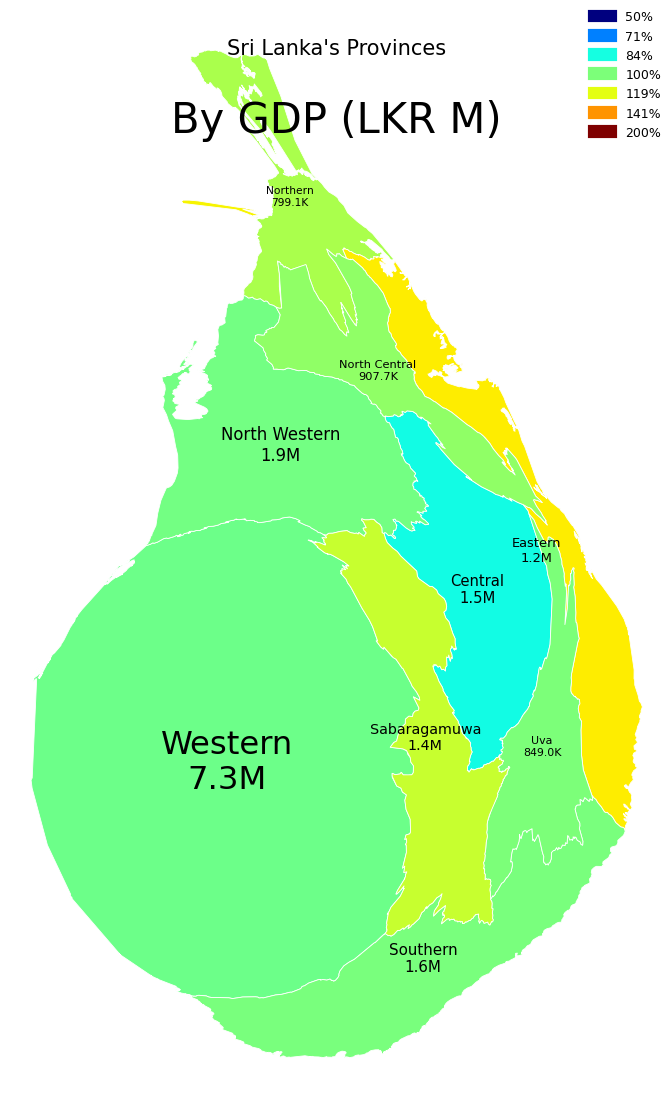 Sri Lanka's Provinces
By GDP (LKR M)
50%
71%
84%
100%
119%
141%
200%
Northern
799.1K
North Central
907.7K
North Western
1.9M
Eastern
1.2M
Central
1.5M
Western
7.3M
Sabaragamuwa
1.4M
Uva
849.0K
Southern
1.6M